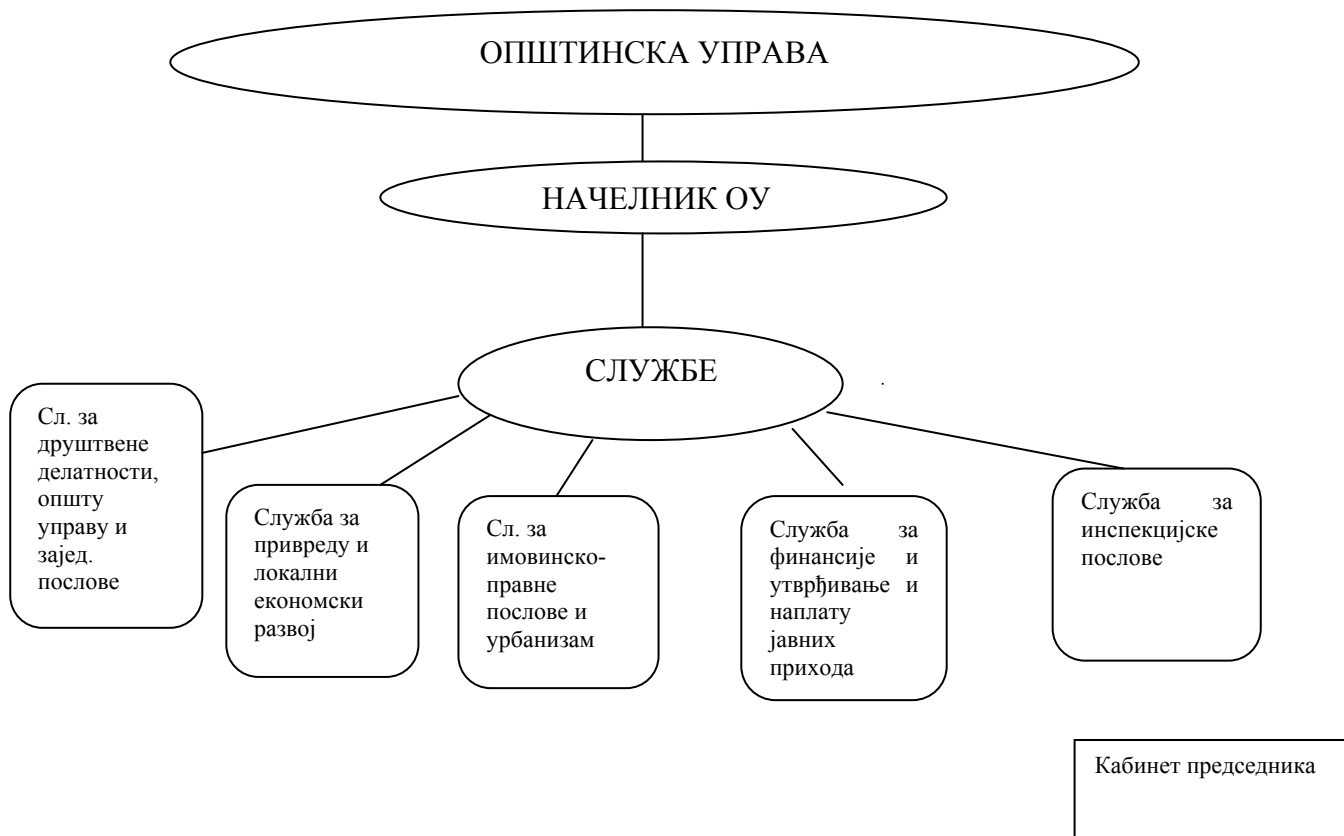 ОПШТИНСКА УПРАВА
НАЧЕЛНИК ОУ
СЛУЖБЕ
Сл. за
друштвене
делатности,
општу
управу и
зајед.
послове
Служба за
привреду и
локални
економски
развој
Сл. за
имовинско-
правне
послове и
урбанизам
Служба за
финансије и
утврђивање и
наплату
јавних
прихода
Служба за
инспекцијске
послове
Кабинет председника